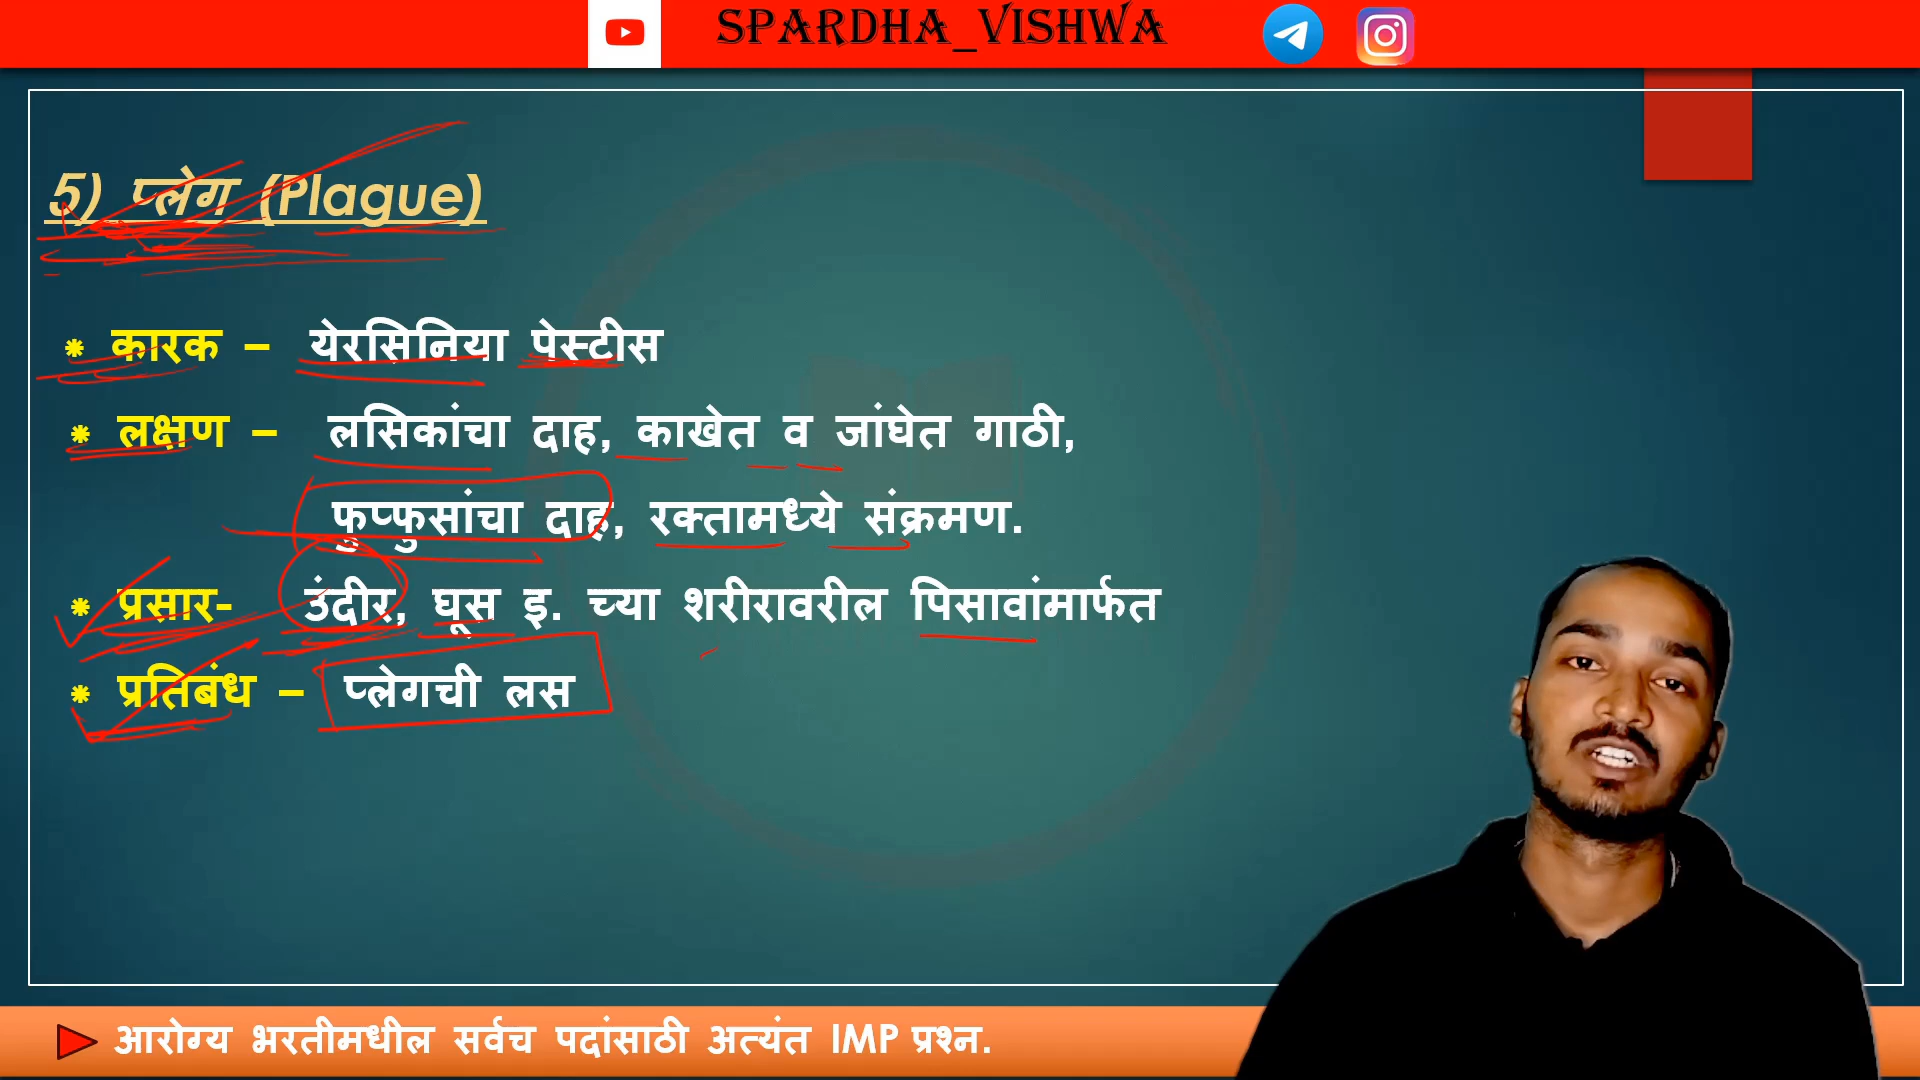 SPARDHA_VISHWA
5) प्लेग (Plague)
कारक – येरसिनिया पेस्टीस
लक्षण – लसिकांचा दाह, काखेत व जांघेत गाठी,
फुप्फुसांचा दाह, रक्तामध्ये संक्रमण.
प्रसार- उंदीर, घूस इ. च्या शरीरावरील पिसावांमार्फत
प्रतिबंध – प्लेगची लस
आरोग्य भरतीमधील सर्वच पदांसाठी अत्यंत IMP प्रश्न.